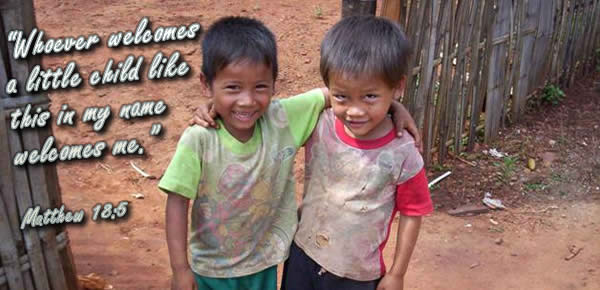 “Whoever welcomes
a little child like
this in my name
welcomes me.”
Matthew 18:5